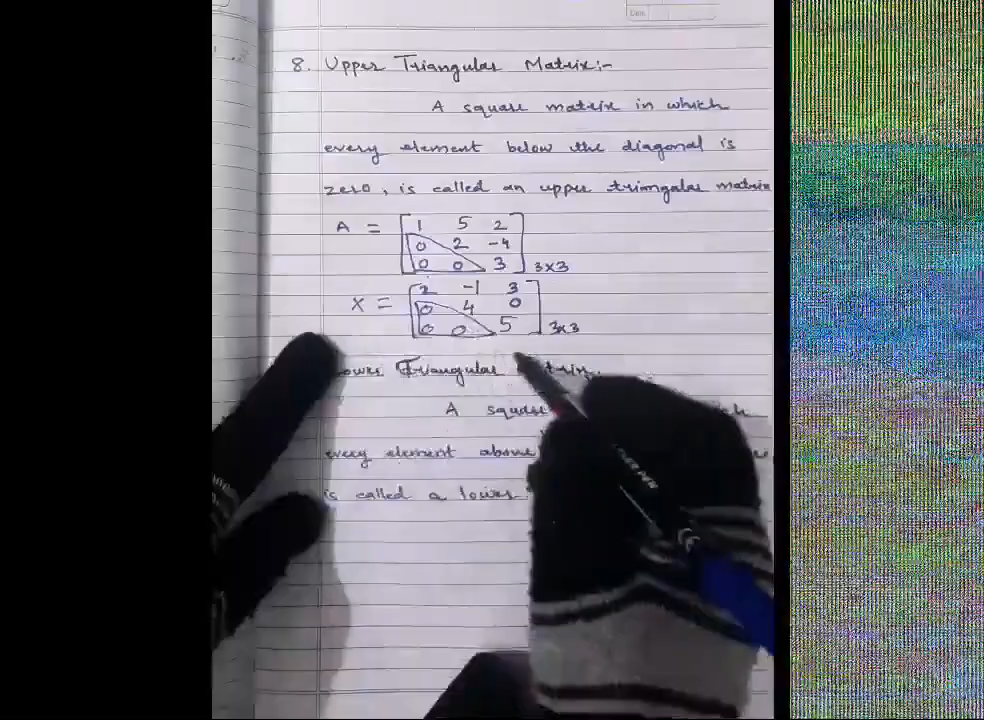 8. Upper Triangular Matrix:-
A square matrix in which
every element below the diagonal is
zero, is called an upper triangular matrix
A = [1 5 2
0 2 -4
0 0 3] 3x3
X = [2 -1 3
0 4 0
0 0 5] 3x3
Triangular
A square
every element above
is called a lower